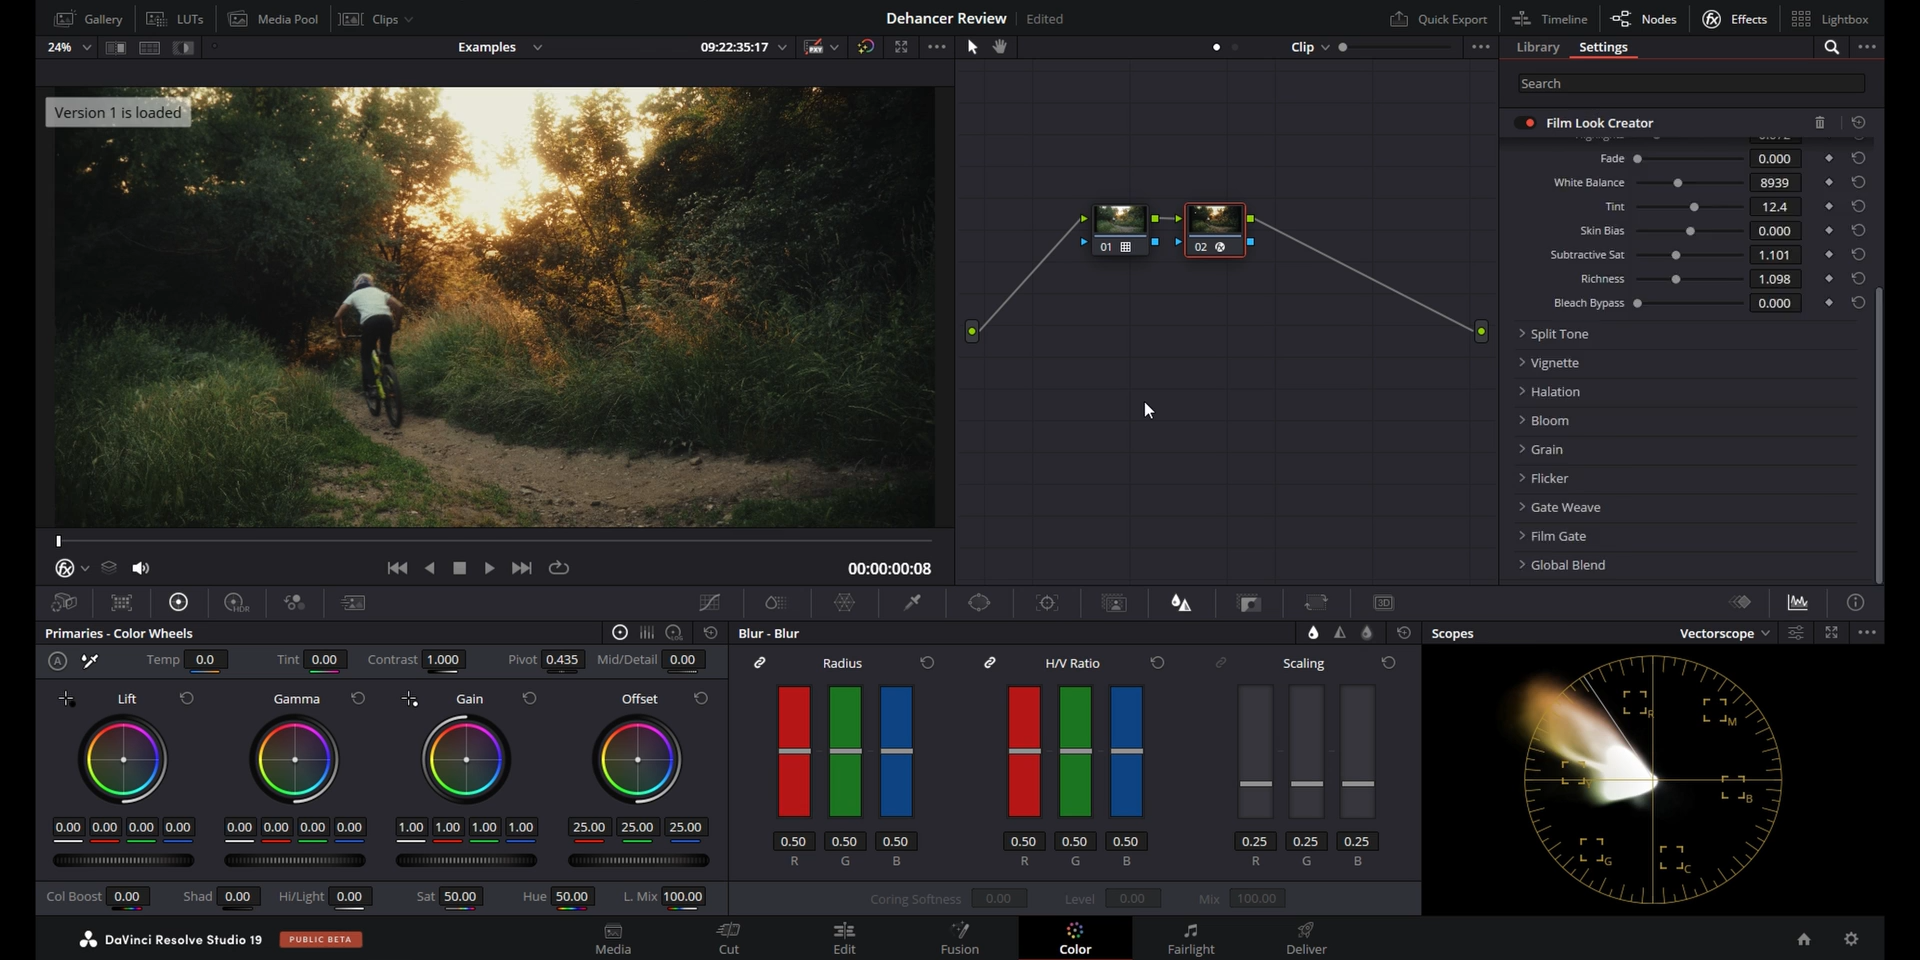 Gallery LUTs Media Pool Clips Dehancer Review Edited Quick Export Timeline Nodes Effects Lightbox
24% Examples 09:22:35:17 Clip Library Settings
Search
Version 1 is loaded
Film Look Creator
Fade 0.000
White Balance 8939
Tint 12.4
Skin Bias 0.000
Subtractive Sat 1.101
Richness 1.098
Bleach Bypass 0.000
01 02
Split Tone
Vignette
Halation
Bloom
Grain
Flicker
Gate Weave
Film Gate
Global Blend
00:00:00:08
HDR 3D
Primaries - Color Wheels Blur - Blur Scopes Vectorscope
A Temp 0.0 Tint 0.00 Contrast 1.000 Pivot 0.435 Mid/Detail 0.00 Radius H/V Ratio Scaling
Lift Gamma Gain Offset
R M
Y B
G C
0.00 0.00 0.00 0.00 0.00 0.00 0.00 0.00 1.00 1.00 1.00 1.00 25.00 25.00 25.00
0.50 0.50 0.50 0.50 0.50 0.50 0.25 0.25 0.25
R G B R G B R G B
Col Boost 0.00 Shad 0.00 Hi/Light 0.00 Sat 50.00 Hue 50.00 L. Mix 100.00 Coring Softness 0.00 Level 0.00 Mix 100.00
DaVinci Resolve Studio 19 PUBLIC BETA
Media Cut Edit Fusion Color Fairlight Deliver